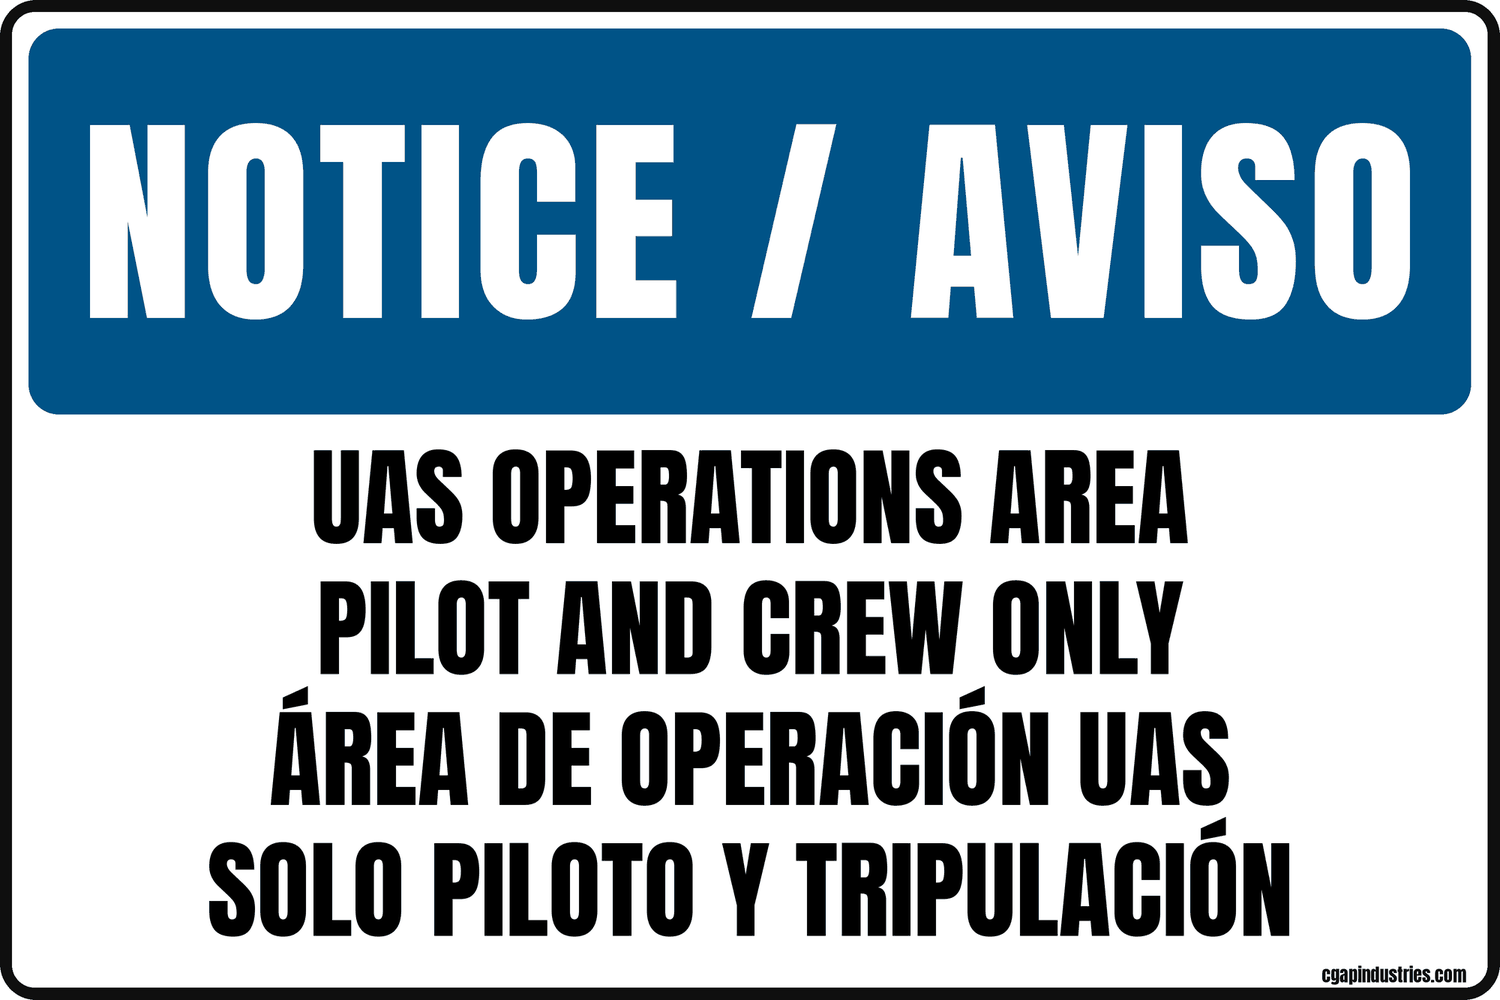 NOTICE / AVISO
UAS OPERATIONS AREA
PILOT AND CREW ONLY
ÁREA DE OPERACIÓN UAS
SOLO PILOTO Y TRIPULACIÓN
cgapindustries.com